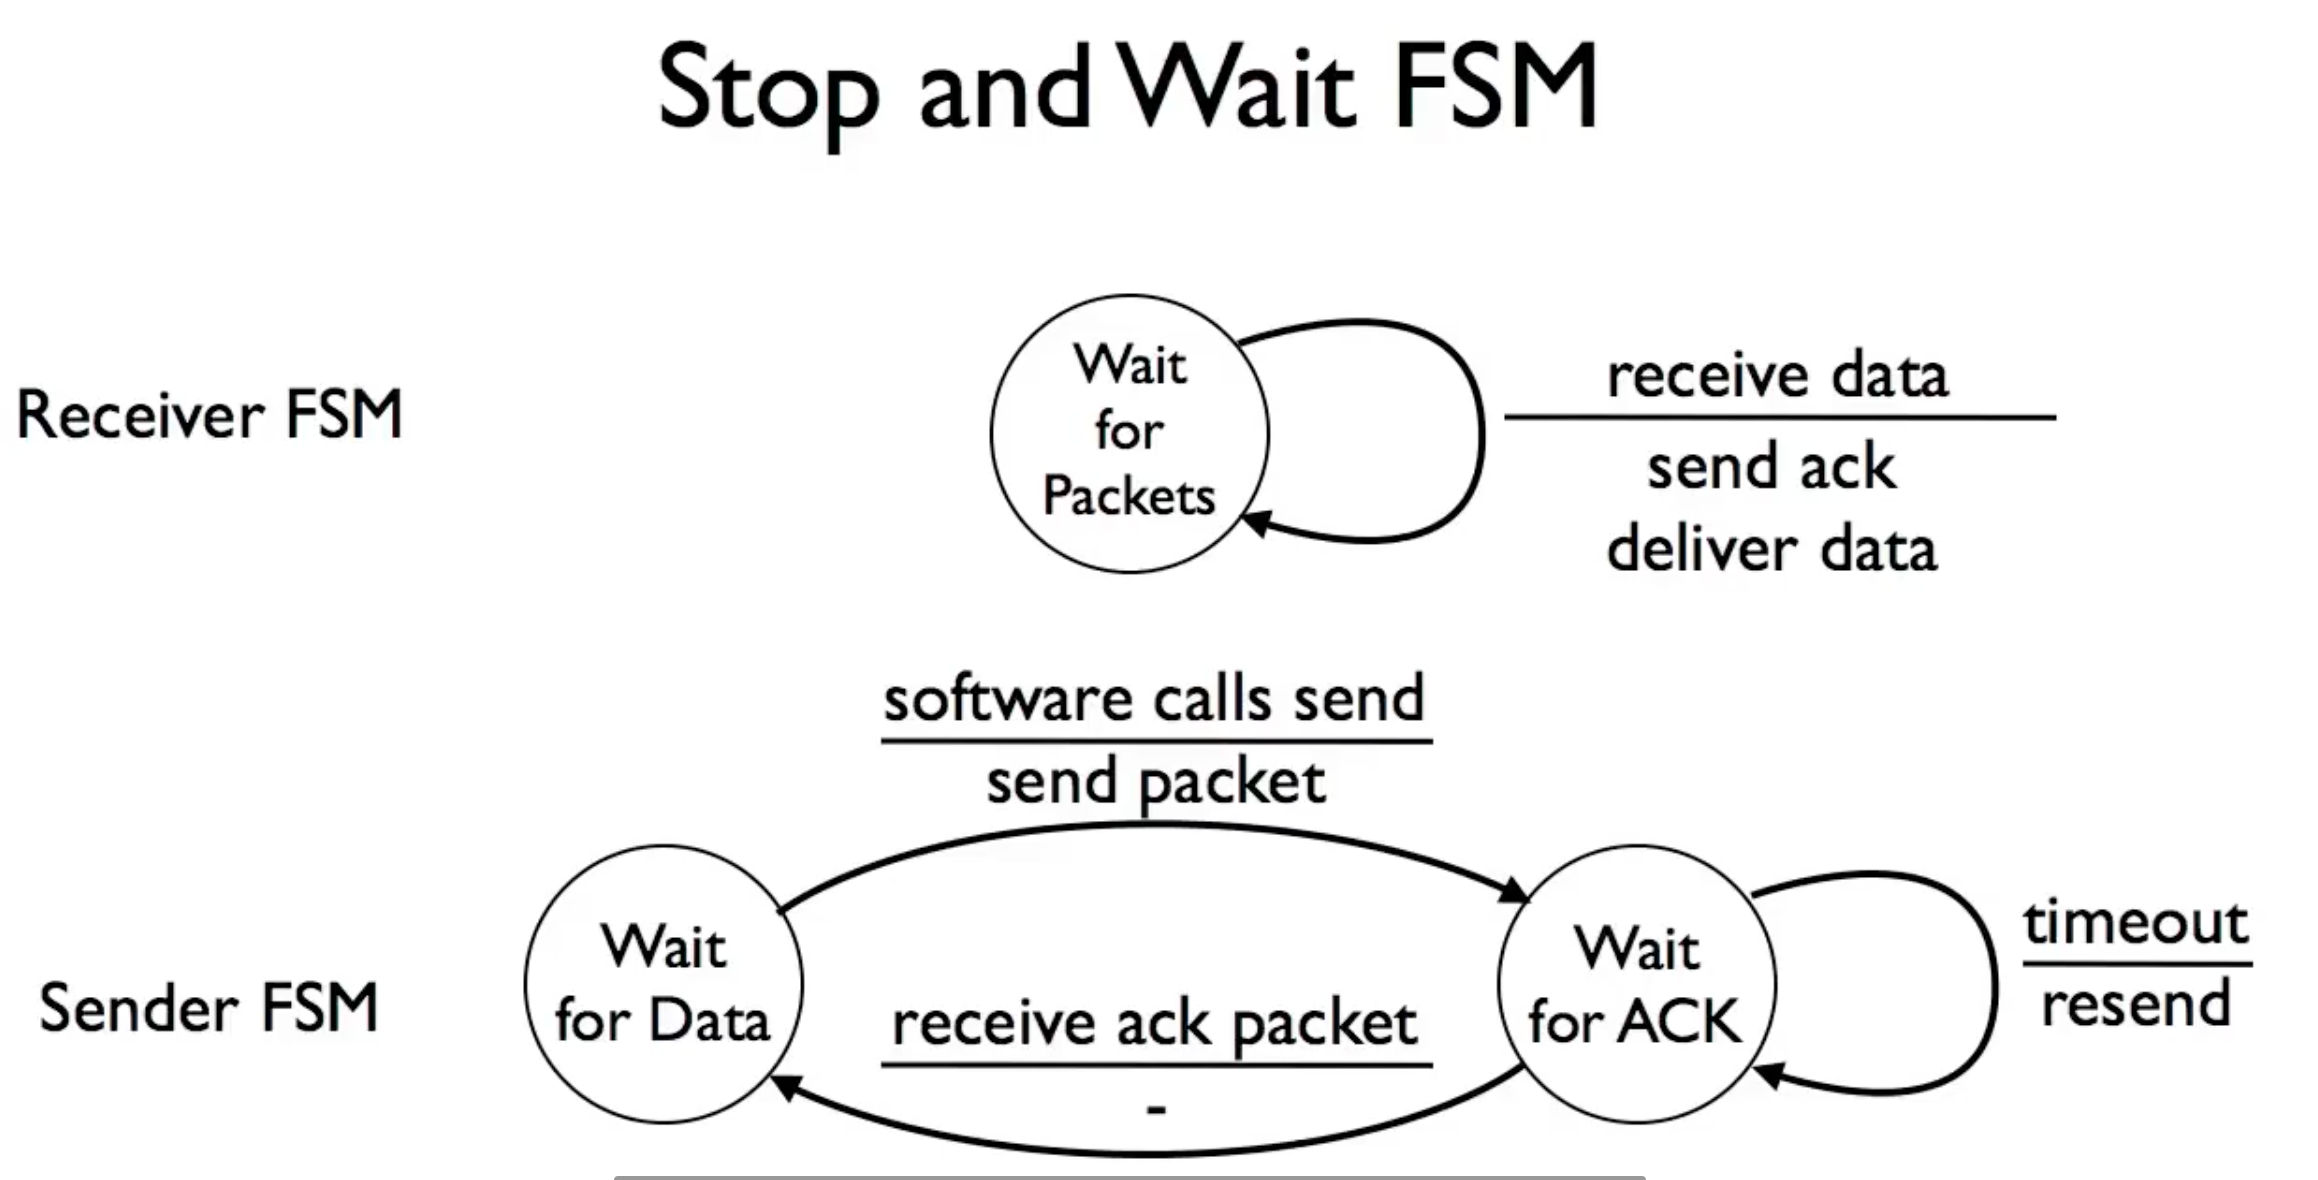 Stop and Wait FSM
Receiver FSM
Wait
for
Packets
receive data
send ack
deliver data
software calls send
send packet
Sender FSM
Wait
for Data
receive ack packet
-
Wait
for ACK
timeout
resend